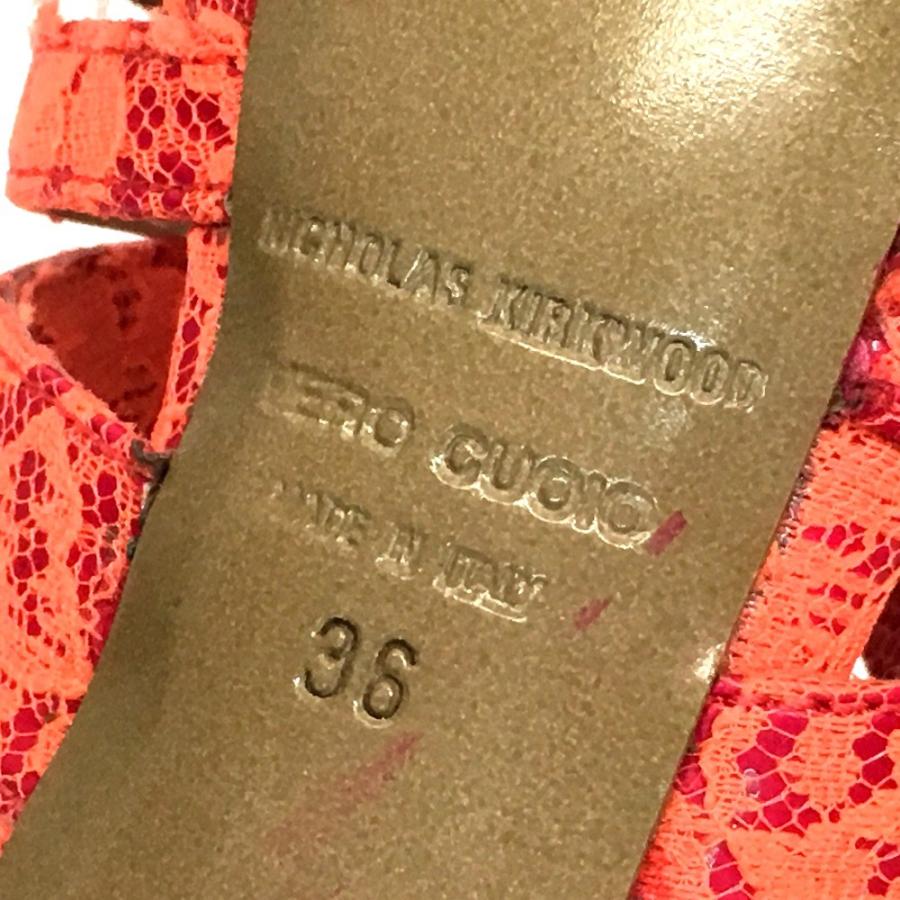 NICHOLAS KIRKWOOD
VERO CUOIO
MADE IN ITALY
36